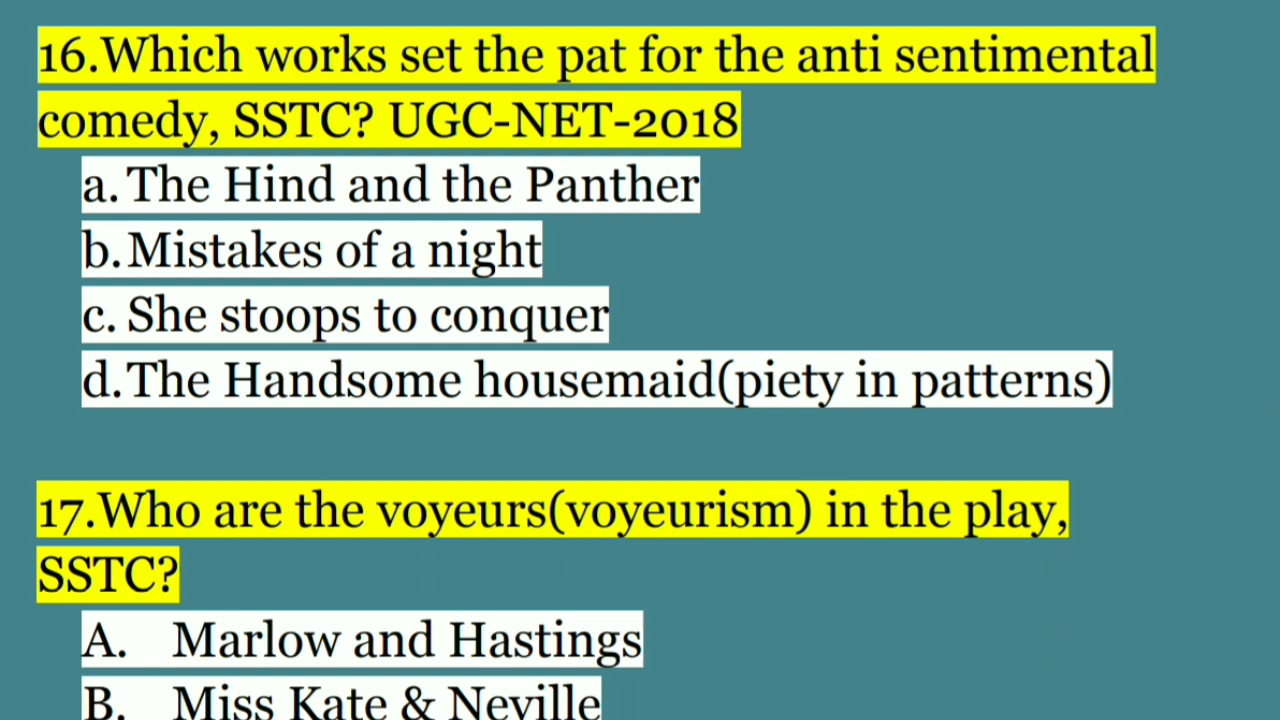 16.Which works set the pat for the anti sentimental
comedy, SSTC? UGC-NET-2018
a. The Hind and the Panther
b.Mistakes of a night
c. She stoops to conquer
d.The Handsome housemaid(piety in patterns)
17.Who are the voyeurs(voyeurism) in the play,
SSTC?
A. Marlow and Hastings
B. Miss Kate & Neville